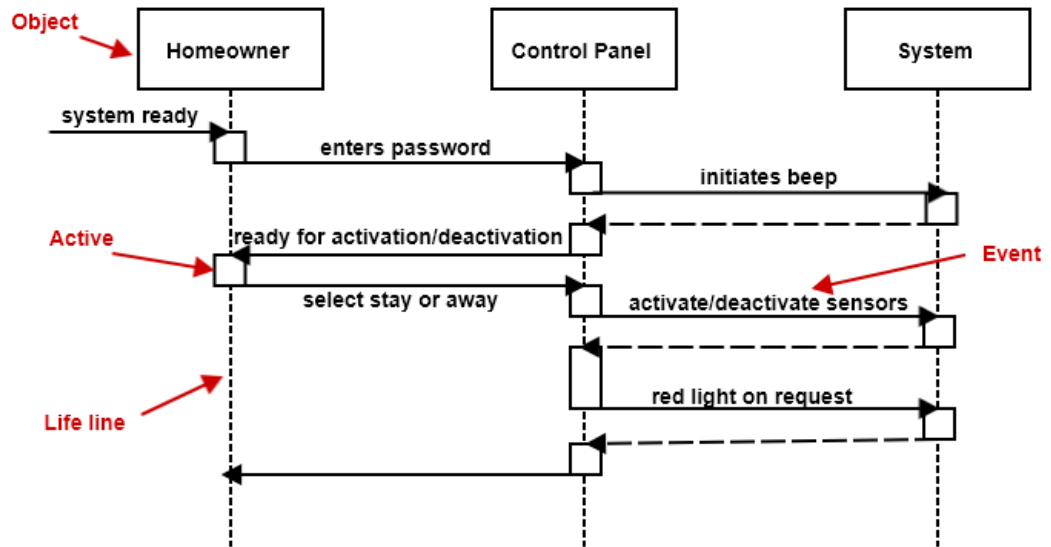 Object
Homeowner
Control Panel
System
system ready
enters password
initiates beep
Active
ready for activation/deactivation
Event
select stay or away
activate/deactivate sensors
red light on request
Life line